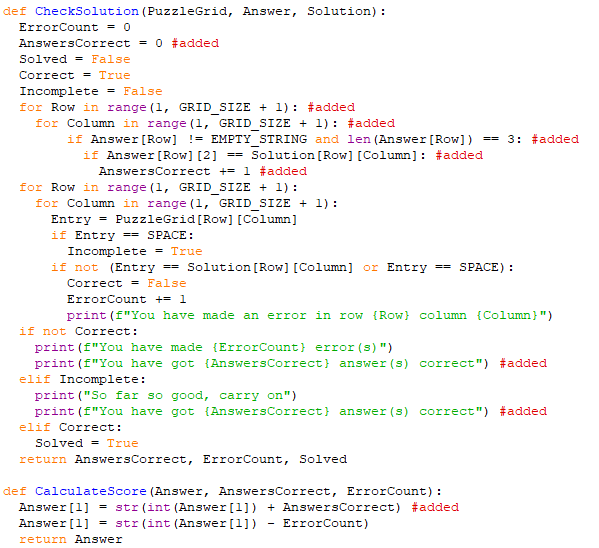 def CheckSolution(PuzzleGrid, Answer, Solution):
  ErrorCount = 0
  AnswersCorrect = 0 #added
  Solved = False
  Correct = True
  Incomplete = False
  for Row in range(1, GRID_SIZE + 1): #added
    for Column in range(1, GRID_SIZE + 1): #added
        if Answer[Row] != EMPTY_STRING and len(Answer[Row]) == 3: #added
          if Answer[Row][2] == Solution[Row][Column]: #added
            AnswersCorrect += 1 #added
  for Row in range(1, GRID_SIZE + 1):
    for Column in range(1, GRID_SIZE + 1):
      Entry = PuzzleGrid[Row][Column]
      if Entry == SPACE:
        Incomplete = True
      if not (Entry == Solution[Row][Column] or Entry == SPACE):
        Correct = False
        ErrorCount += 1
        print(f"You have made an error in row {Row} column {Column}")
  if not Correct:
    print(f"You have made {ErrorCount} error(s)")
    print(f"You have got {AnswersCorrect} answer(s) correct") #added
  elif Incomplete:
    print("So far so good, carry on")
    print(f"You have got {AnswersCorrect} answer(s) correct") #added
  elif Correct:
    Solved = True
  return AnswersCorrect, ErrorCount, Solved

def CalculateScore(Answer, AnswersCorrect, ErrorCount):
  Answer[1] = str(int(Answer[1]) + AnswersCorrect) #added
  Answer[1] = str(int(Answer[1]) - ErrorCount)
  return Answer